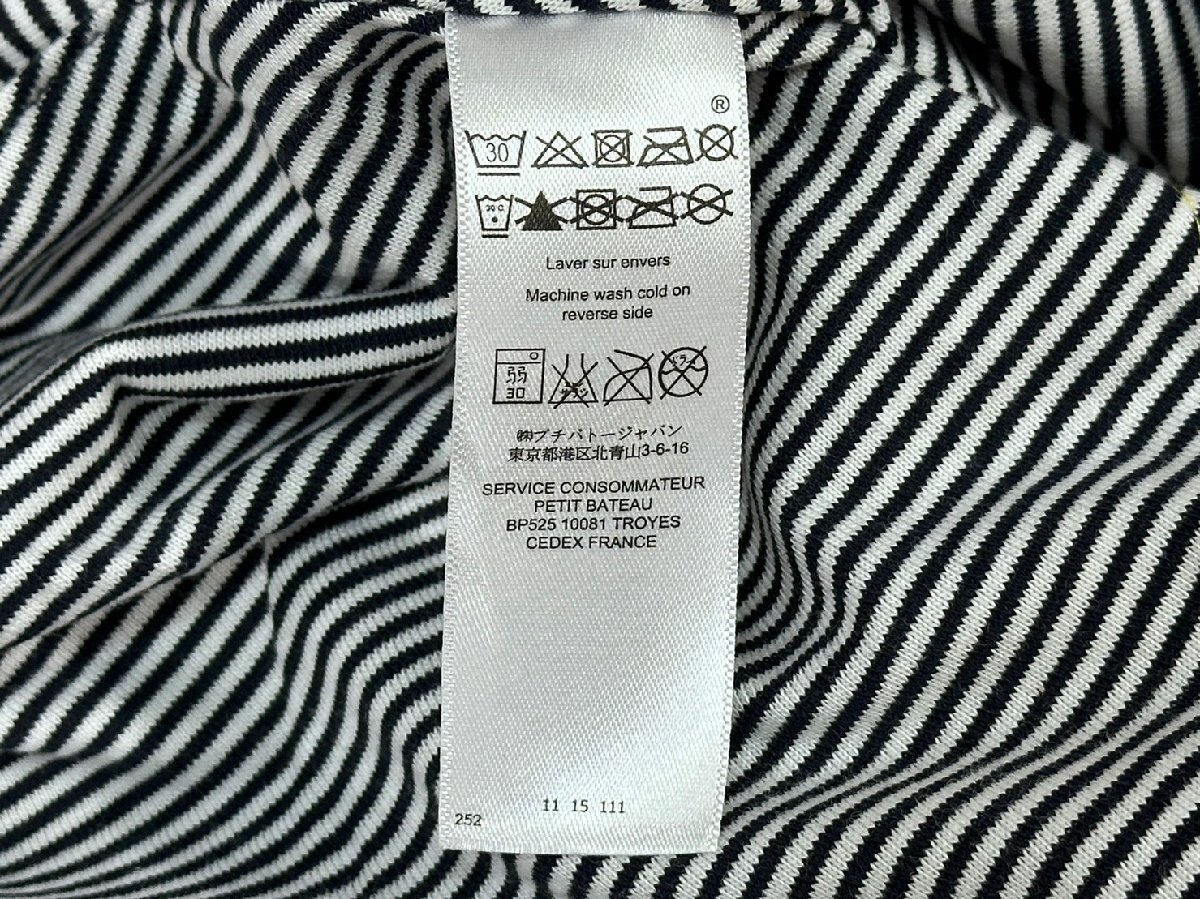 ®
30
30°C
Laver sur envers
Machine wash cold on
reverse side
弱
30
㈱プチバトージャパン
東京都港区北青山3-6-16
SERVICE CONSOMMATEUR
PETIT BATEAU
BP525 10081 TROYES
CEDEX FRANCE
11 15 111
252